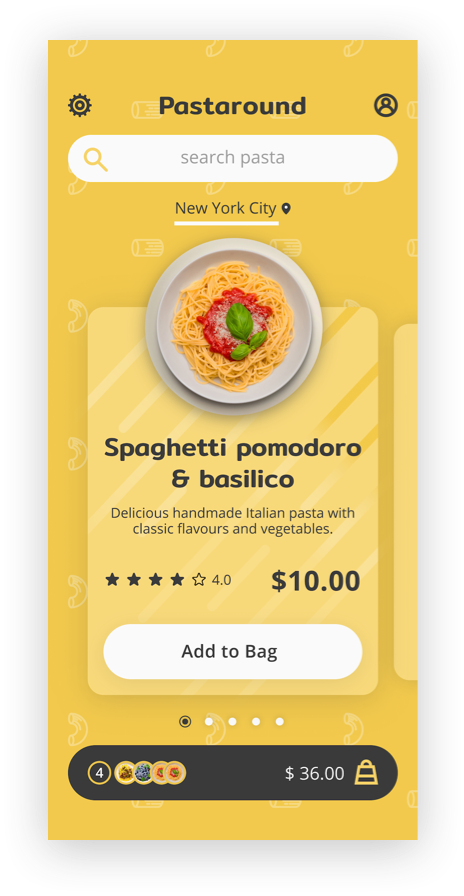 Pastaround
search pasta
New York City
Spaghetti pomodoro
& basilico
Delicious handmade Italian pasta with
classic flavours and vegetables.
4.0
$10.00
Add to Bag
4
$ 36.00